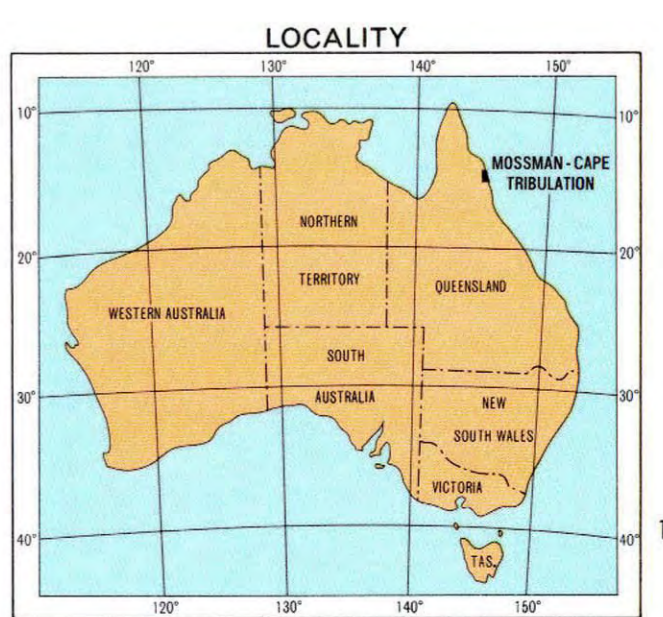 LOCALITY
120° 130° 140° 150°
10° 10°
MOSSMAN - CAPE
TRIBULATION
NORTHERN
20° 20°
TERRITORY
QUEENSLAND
WESTERN AUSTRALIA
SOUTH
30° 30°
AUSTRALIA
NEW
SOUTH WALES
VICTORIA
40° 40°
TAS.
120° 130° 140° 150°